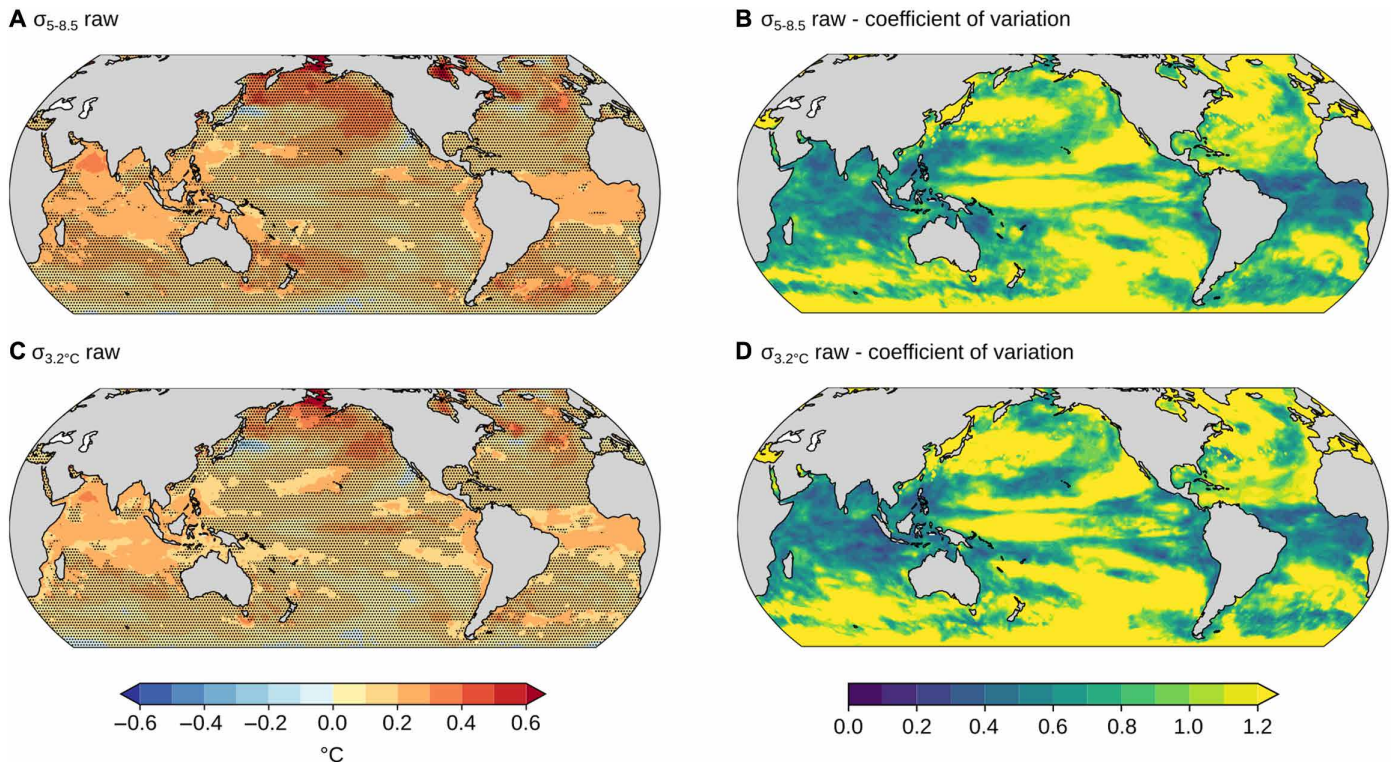 A σ5-8.5 raw
B σ5-8.5 raw - coefficient of variation
C σ3.2°C raw
D σ3.2°C raw - coefficient of variation
−0.6 −0.4 −0.2 0.0 0.2 0.4 0.6
°C
0.0 0.2 0.4 0.6 0.8 1.0 1.2